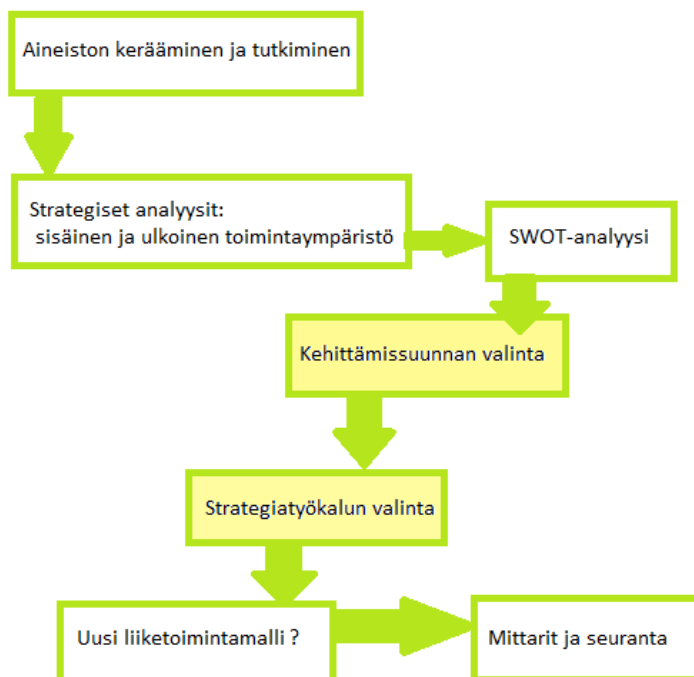 Aineiston kerääminen ja tutkiminen
Strategiset analyysit:
sisäinen ja ulkoinen toimintaympäristö
SWOT-analyysi
Kehittämissuunnan valinta
Strategiatyökalun valinta
Uusi liiketoimintamalli ?
Mittarit ja seuranta